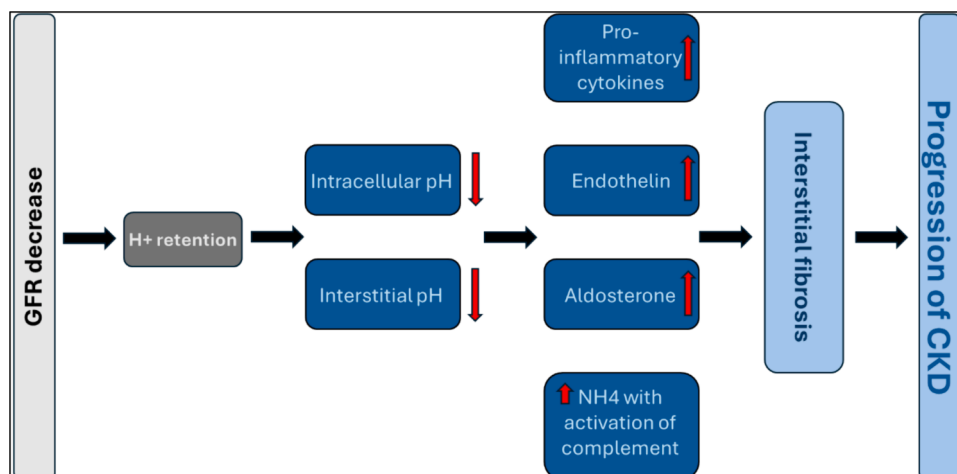 GFR decrease
H+ retention
Intracellular pH
Interstitial pH
Pro-
inflammatory
cytokines
Endothelin
Aldosterone
NH4 with
activation of
complement
Interstitial fibrosis
Progression of CKD